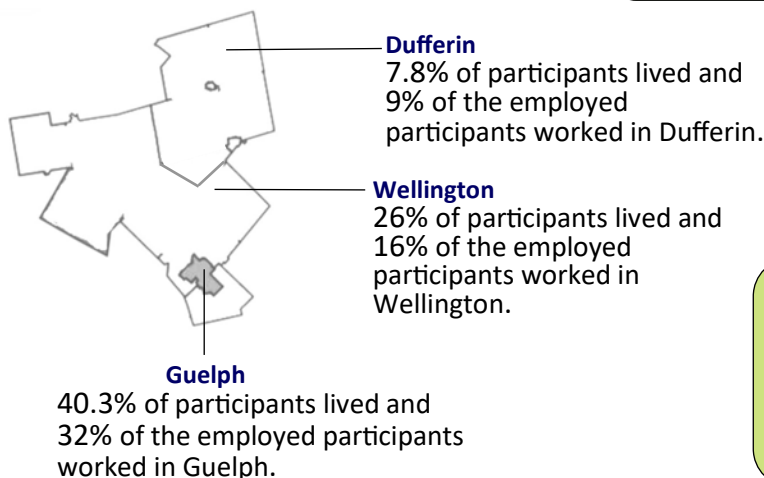 Dufferin
7.8% of participants lived and
9% of the employed
participants worked in Dufferin.
Wellington
26% of participants lived and
16% of the employed
participants worked in
Wellington.
Guelph
40.3% of participants lived and
32% of the employed participants
worked in Guelph.